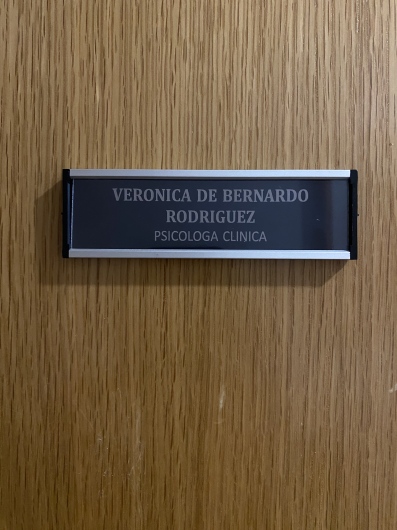 VERONICA DE BERNARDO
RODRIGUEZ
PSICOLOGA CLINICA